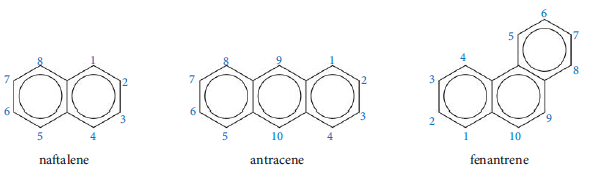 8 1
7 2
6 3
5 4
naftalene
8 9 1
7 2
6 3
5 10 4
antracene
6
5 7
4 8
3
2 9
1 10
fenantrene